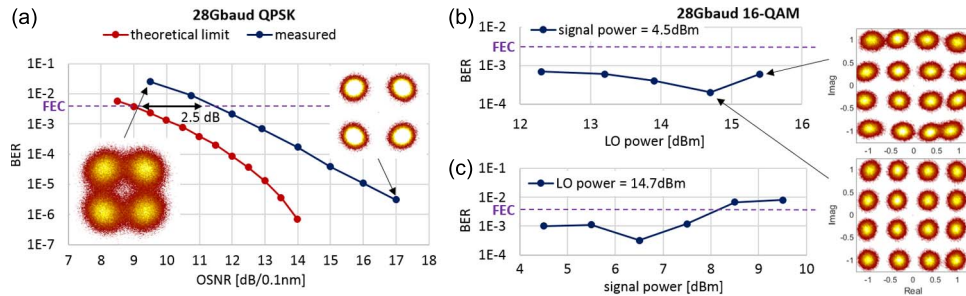 (a)
28Gbaud QPSK
theoretical limit
measured
1E-1
1E-2
FEC
1E-3
1E-4
1E-5
1E-6
1E-7
BER
2.5 dB
7 8 9 10 11 12 13 14 15 16 17 18
OSNR [dB/0.1nm]
(b)
28Gbaud 16-QAM
signal power = 4.5dBm
1E-2
FEC
1E-3
1E-4
BER
12 13 14 15 16
LO power [dBm]
(c)
LO power = 14.7dBm
1E-1
1E-2
FEC
1E-3
1E-4
BER
4 5 6 7 8 9 10
signal power [dBm]
1
0.5
0
-0.5
-1
Imag
-1 -0.5 0 0.5 1
1
0.5
0
-0.5
-1
Imag
-1 -0.5 0 0.5 1
Real